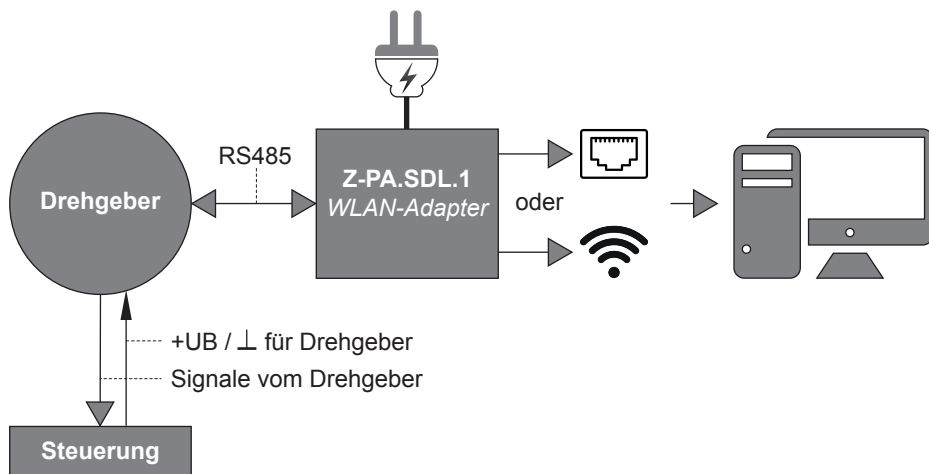 RS485
Drehgeber
Z-PA.SDL.1
WLAN-Adapter
oder
+UB / ⊥ für Drehgeber
Signale vom Drehgeber
Steuerung